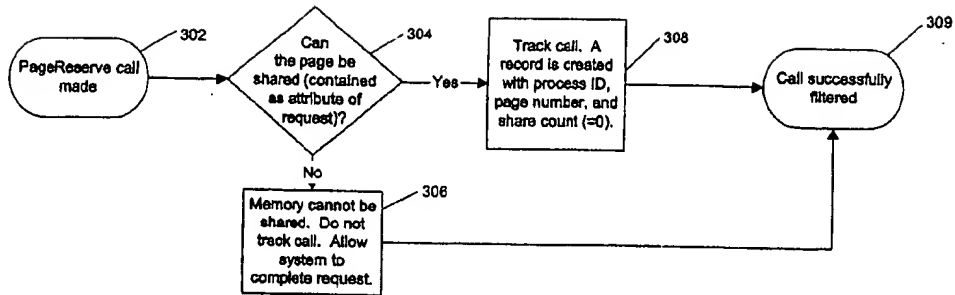 302
PageReserve call
made
304
Can
the page be
shared (contained
as attribute of
request)?
Yes
308
Track call. A
record is created
with process ID,
page number, and
share count (=0).
309
Call successfully
filtered
No
306
Memory cannot be
shared. Do not
track call. Allow
system to
complete request.